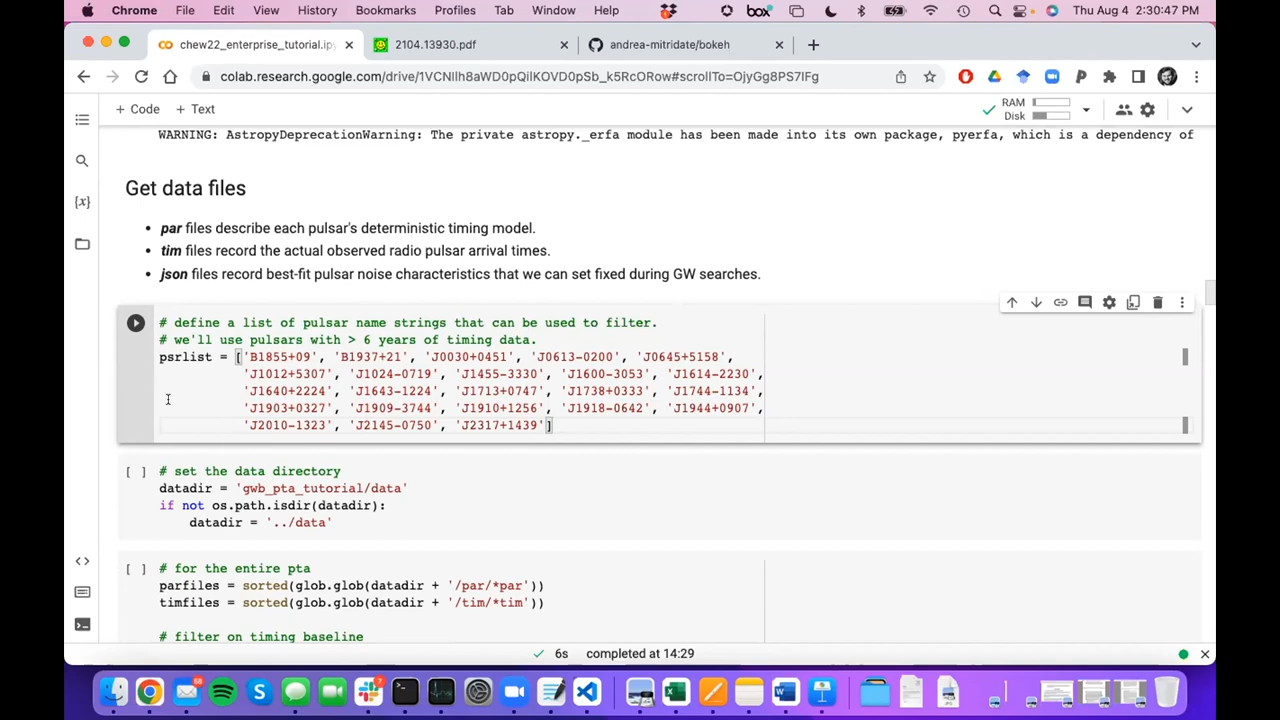 Chrome File Edit View History Bookmarks Profiles Tab Window Help box Thu Aug 4 2:30:47 PM
chew22_enterprise_tutorial.ipy 2104.13930.pdf andrea-mitridate/bokeh
colab.research.google.com/drive/1VCNIlh8aWD0pQilKOVD0pSb_k5RcORow#scrollTo=OjyGg8PS7IFg
+ Code + Text RAM
Disk
WARNING: AstropyDeprecationWarning: The private astropy._erfa module has been made into its own package, pyerfa, which is a dependency of
Get data files
• par files describe each pulsar's deterministic timing model.
• tim files record the actual observed radio pulsar arrival times.
• json files record best-fit pulsar noise characteristics that we can set fixed during GW searches.
# define a list of pulsar name strings that can be used to filter.
# we'll use pulsars with > 6 years of timing data.
psrlist = ['B1855+09', 'B1937+21', 'J0030+0451', 'J0613-0200', 'J0645+5158',
'J1012+5307', 'J1024-0719', 'J1455-3330', 'J1600-3053', 'J1614-2230',
'J1640+2224', 'J1643-1224', 'J1713+0747', 'J1738+0333', 'J1744-1134',
'J1903+0327', 'J1909-3744', 'J1910+1256', 'J1918-0642', 'J1944+0907',
'J2010-1323', 'J2145-0750', 'J2317+1439']
[ ] # set the data directory
datadir = 'gwb_pta_tutorial/data'
if not os.path.isdir(datadir):
datadir = '../data'
[ ] # for the entire pta
parfiles = sorted(glob.glob(datadir + '/par/*par'))
timfiles = sorted(glob.glob(datadir + '/tim/*tim'))
# filter on timing baseline
6s completed at 14:29